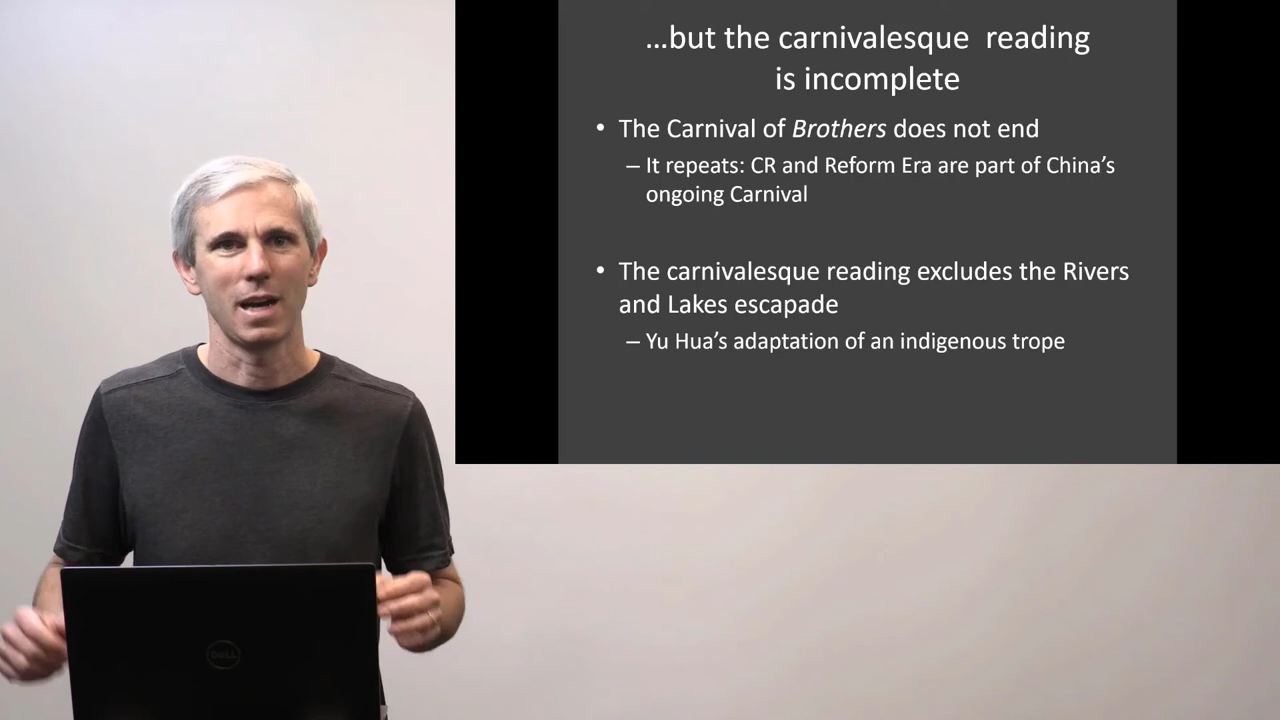 …but the carnivalesque reading
is incomplete
• The Carnival of Brothers does not end
– It repeats: CR and Reform Era are part of China’s
ongoing Carnival
• The carnivalesque reading excludes the Rivers
and Lakes escapade
– Yu Hua’s adaptation of an indigenous trope
DELL